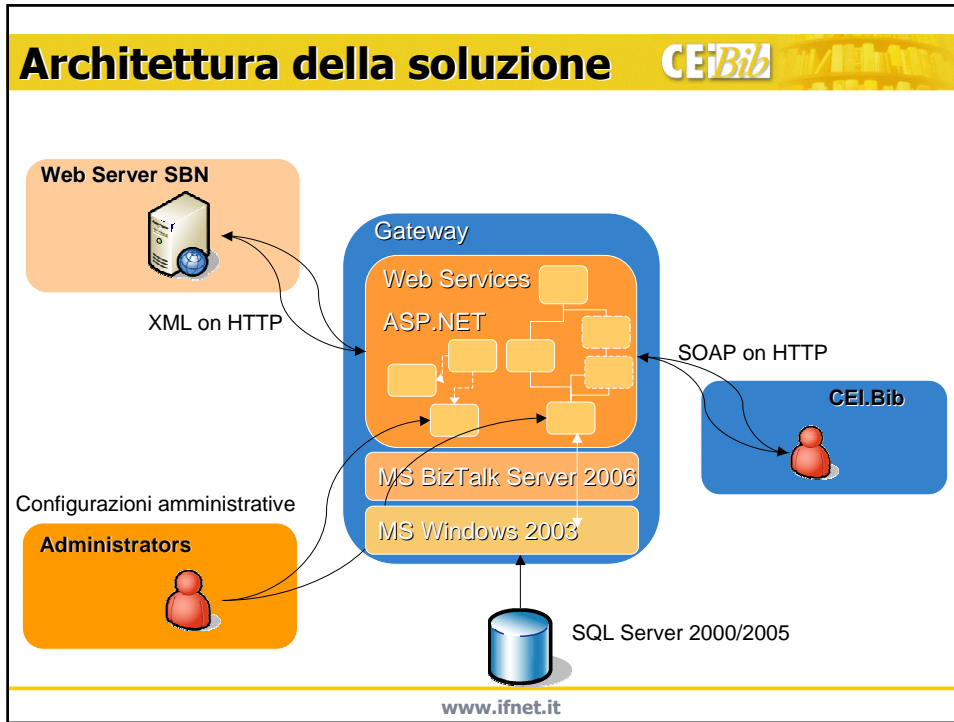 Architettura della soluzione
CEiBib
Web Server SBN
XML on HTTP
Gateway
Web Services
ASP.NET
SOAP on HTTP
CEI.Bib
MS BizTalk Server 2006
MS Windows 2003
Configurazioni amministrative
Administrators
SQL Server 2000/2005
www.ifnet.it